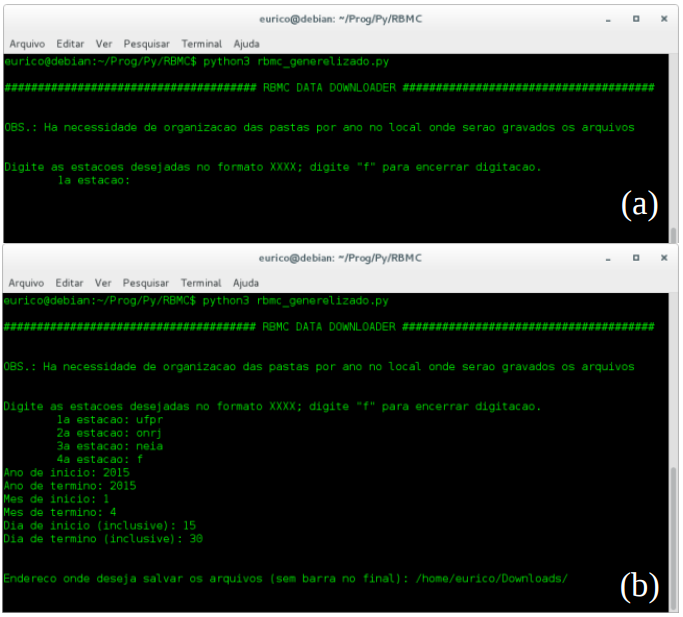 eurico@debian: ~/Prog/Py/RBMC
Arquivo Editar Ver Pesquisar Terminal Ajuda
eurico@debian:~/Prog/Py/RBMC$ python3 rbmc_generelizado.py
###################################### RBMC DATA DOWNLOADER ######################################
OBS.: Ha necessidade de organizacao das pastas por ano no local onde serao gravados os arquivos
Digite as estacoes desejadas no formato XXXX; digite "f" para encerrar digitacao.
1a estacao:
(a)
eurico@debian: ~/Prog/Py/RBMC
Arquivo Editar Ver Pesquisar Terminal Ajuda
eurico@debian:~/Prog/Py/RBMC$ python3 rbmc_generelizado.py
###################################### RBMC DATA DOWNLOADER ######################################
OBS.: Ha necessidade de organizacao das pastas por ano no local onde serao gravados os arquivos
Digite as estacoes desejadas no formato XXXX; digite "f" para encerrar digitacao.
1a estacao: ufpr
2a estacao: onrj
3a estacao: neia
4a estacao: f
Ano de inicio: 2015
Ano de termino: 2015
Mes de inicio: 1
Mes de termino: 4
Dia de inicio (inclusive): 15
Dia de termino (inclusive): 30
Endereco onde deseja salvar os arquivos (sem barra no final): /home/eurico/Downloads/
(b)